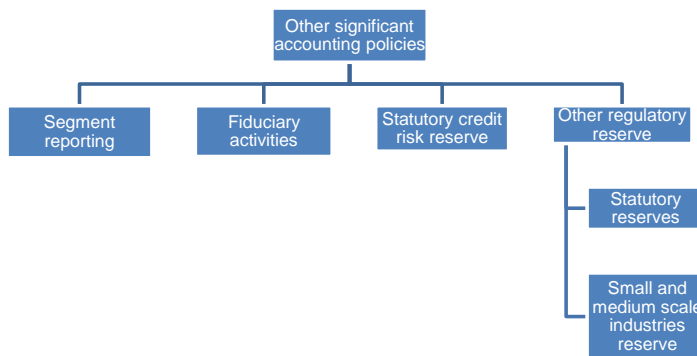 Other significant
accounting policies
Segment
reporting
Fiduciary
activities
Statutory credit
risk reserve
Other regulatory
reserve
Statutory
reserves
Small and
medium scale
industries
reserve